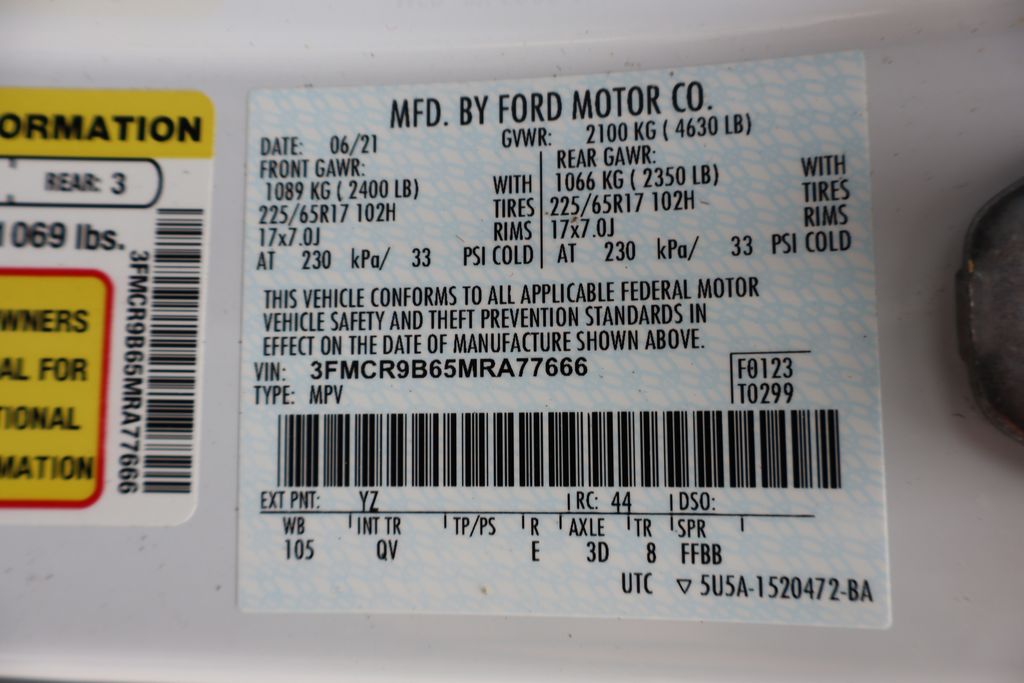 ORMATION
REAR: 3
1069 lbs.
WNERS
AL FOR
TIONAL
MATION
3FMCR9B65MRA77666
MFD. BY FORD MOTOR CO.
DATE: 06/21 GVWR: 2100 KG ( 4630 LB)
FRONT GAWR: REAR GAWR:
1089 KG ( 2400 LB) WITH 1066 KG ( 2350 LB) WITH
225/65R17 102H TIRES 225/65R17 102H TIRES
17x7.0J RIMS 17x7.0J RIMS
AT 230 kPa/ 33 PSI COLD AT 230 kPa/ 33 PSI COLD
THIS VEHICLE CONFORMS TO ALL APPLICABLE FEDERAL MOTOR
VEHICLE SAFETY AND THEFT PREVENTION STANDARDS IN
EFFECT ON THE DATE OF MANUFACTURE SHOWN ABOVE.
VIN: 3FMCR9B65MRA77666 F0123
TYPE: MPV T0299
EXT PNT: YZ RC: 44 DSO:
WB INT TR TP/PS R AXLE TR SPR
105 QV E 3D 8 FFBB
UTC ▽ 5U5A-1520472-BA